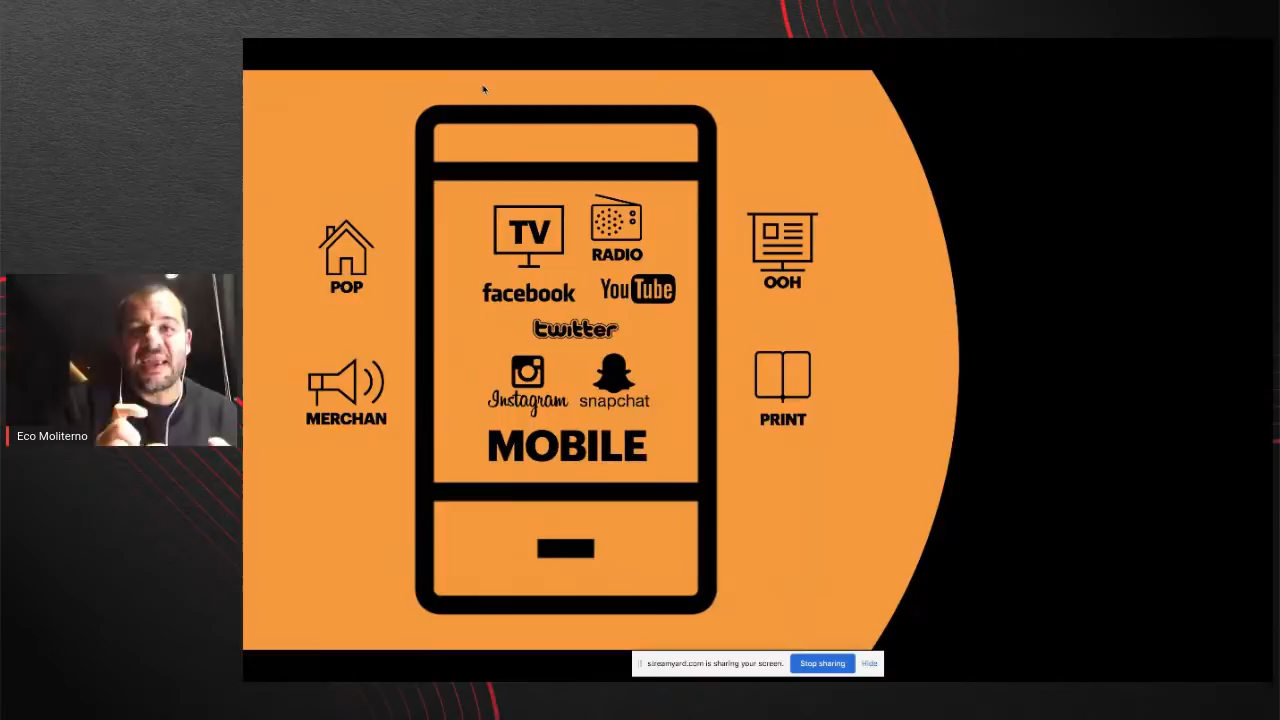 TV
RADIO
POP
OOH
facebook
YouTube
twitter
Instagram
snapchat
MERCHAN
PRINT
MOBILE
Eco Moliterno
streamyard.com is sharing your screen.
Stop sharing
Hide